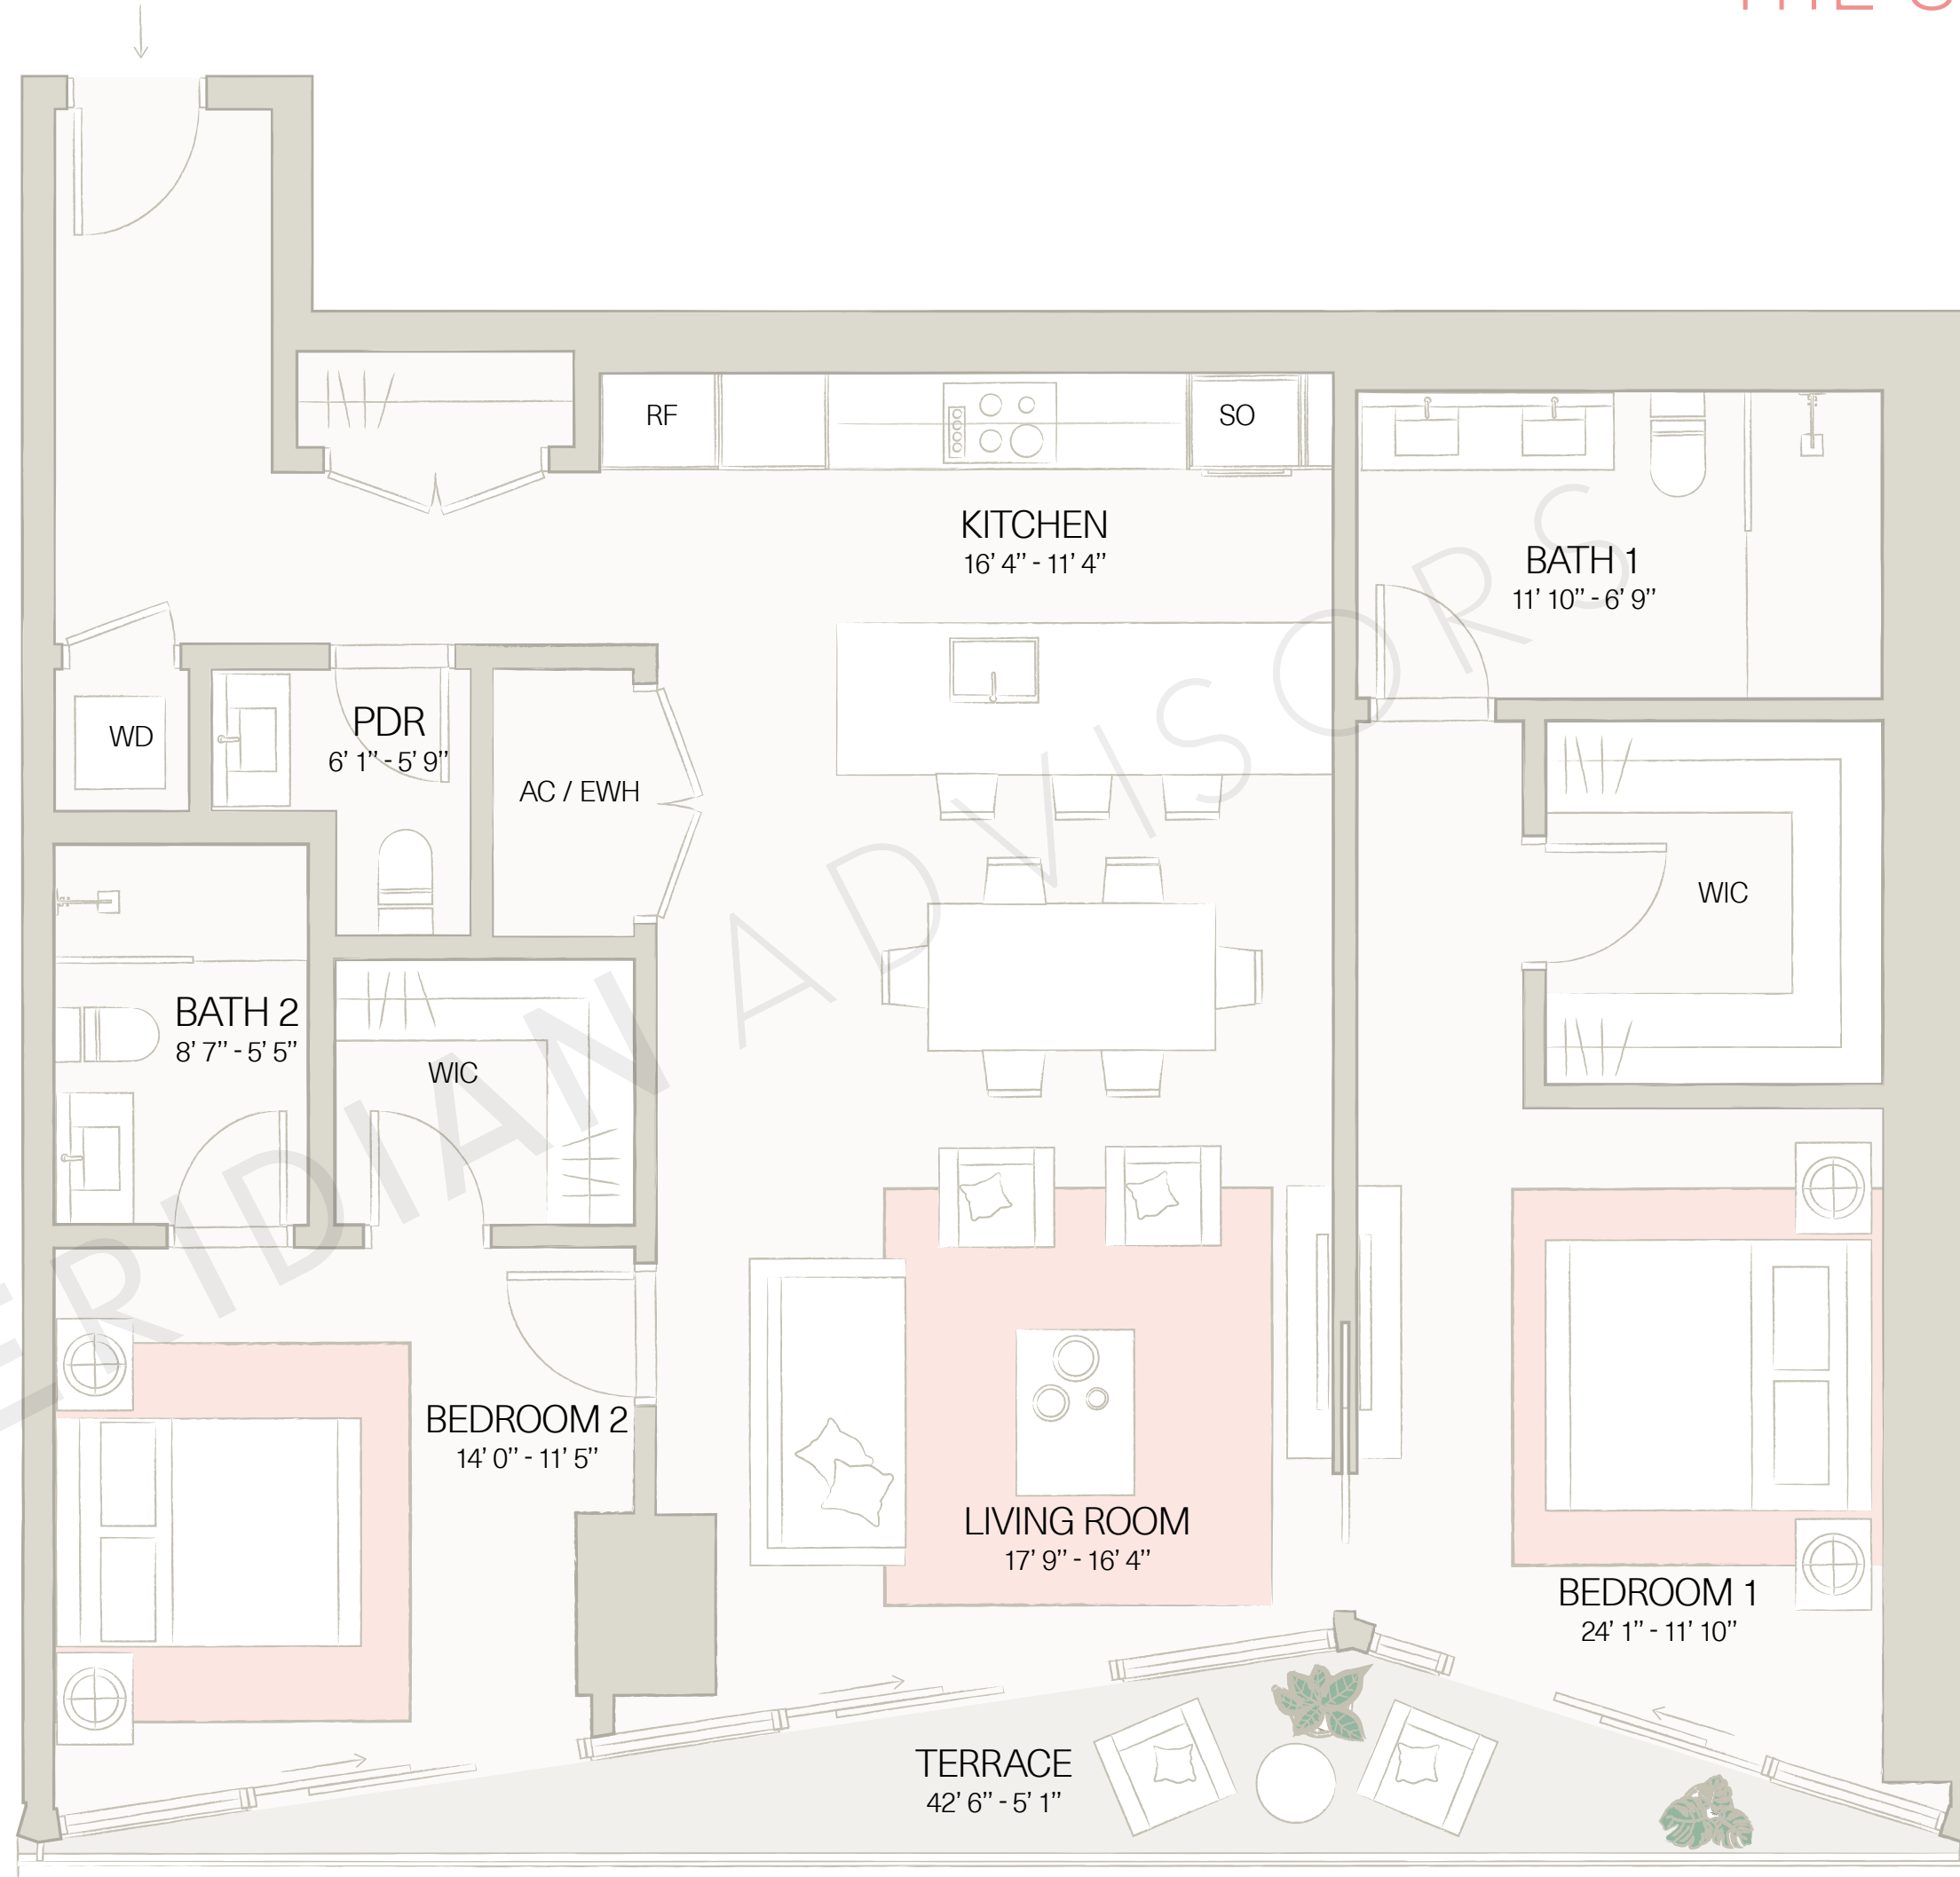 RF
SO
KITCHEN
16' 4" - 11' 4"
BATH 1
11' 10" - 6' 9"
WD
PDR
6' 1" - 5' 9"
AC / EWH
WIC
BATH 2
8' 7" - 5' 5"
WIC
BEDROOM 2
14' 0" - 11' 5"
LIVING ROOM
17' 9" - 16' 4"
BEDROOM 1
24' 1" - 11' 10"
TERRACE
42' 6" - 5' 1"
ERIDIAN ADVISORS